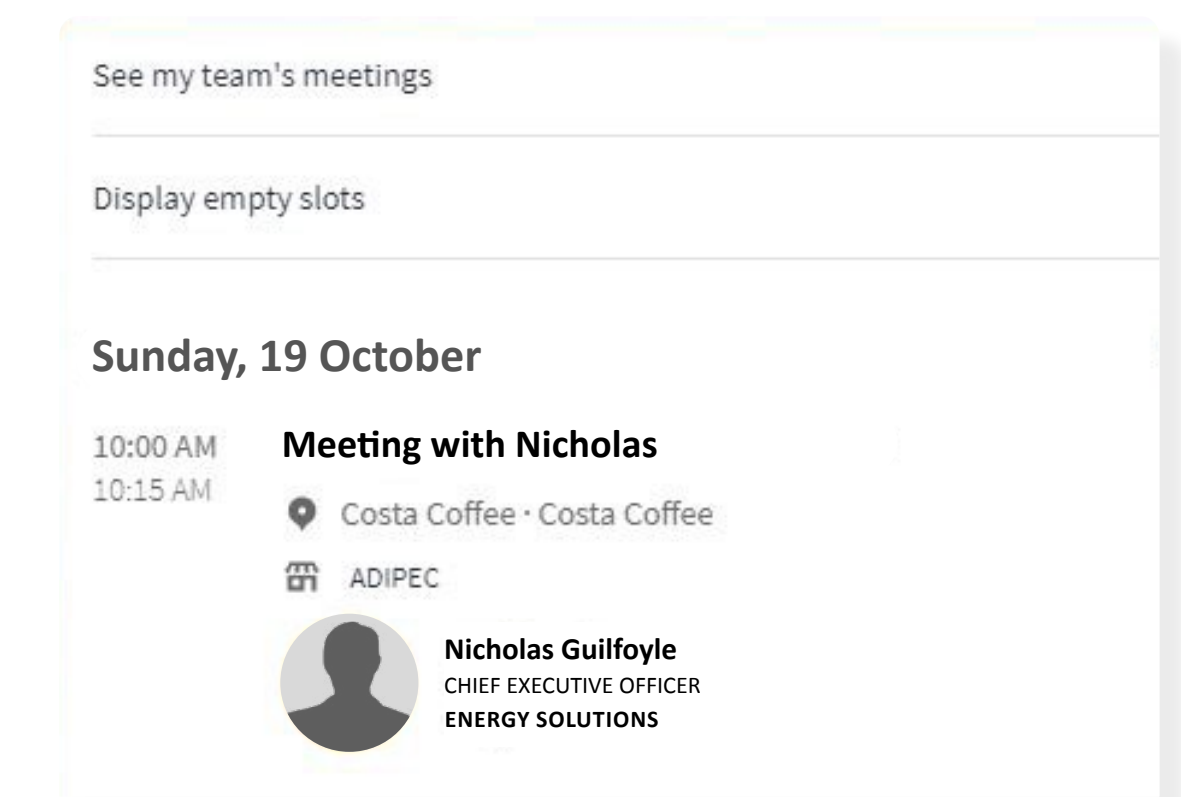 See my team's meetings
Display empty slots
Sunday, 19 October
10:00 AM
10:15 AM
Meeting with Nicholas
Costa Coffee · Costa Coffee
ADIPEC
Nicholas Guilfoyle
CHIEF EXECUTIVE OFFICER
ENERGY SOLUTIONS